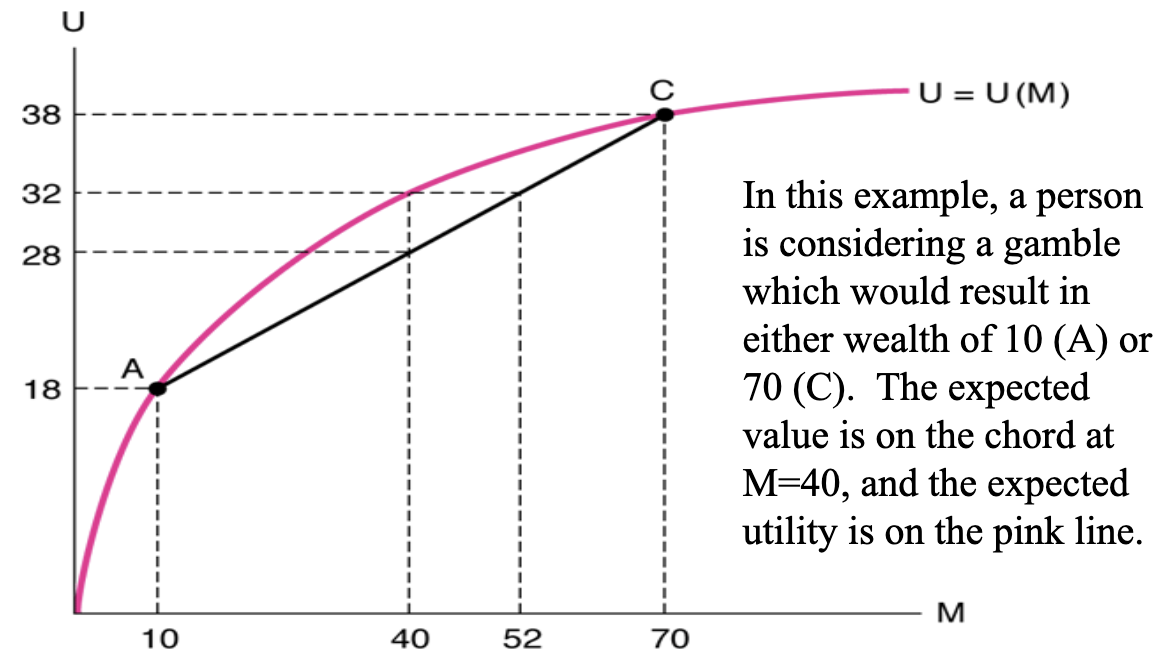 U
38
32
28
18
A
C
U = U(M)
In this example, a person
is considering a gamble
which would result in
either wealth of 10 (A) or
70 (C).  The expected
value is on the chord at
M=40, and the expected
utility is on the pink line.
M
10
40
52
70